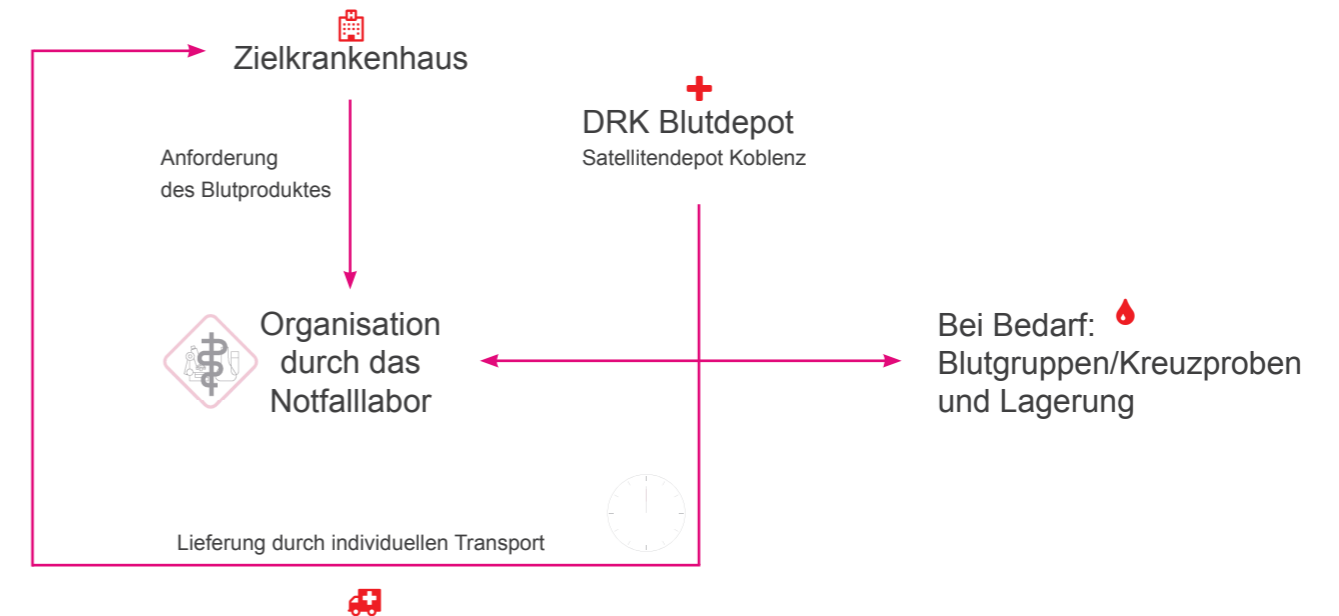 Zielkrankenhaus
DRK Blutdepot
Satellitendepot Koblenz
Anforderung
des Blutproduktes
Organisation
durch das
Notfalllabor
Bei Bedarf:
Blutgruppen/Kreuzproben
und Lagerung
Lieferung durch individuellen Transport